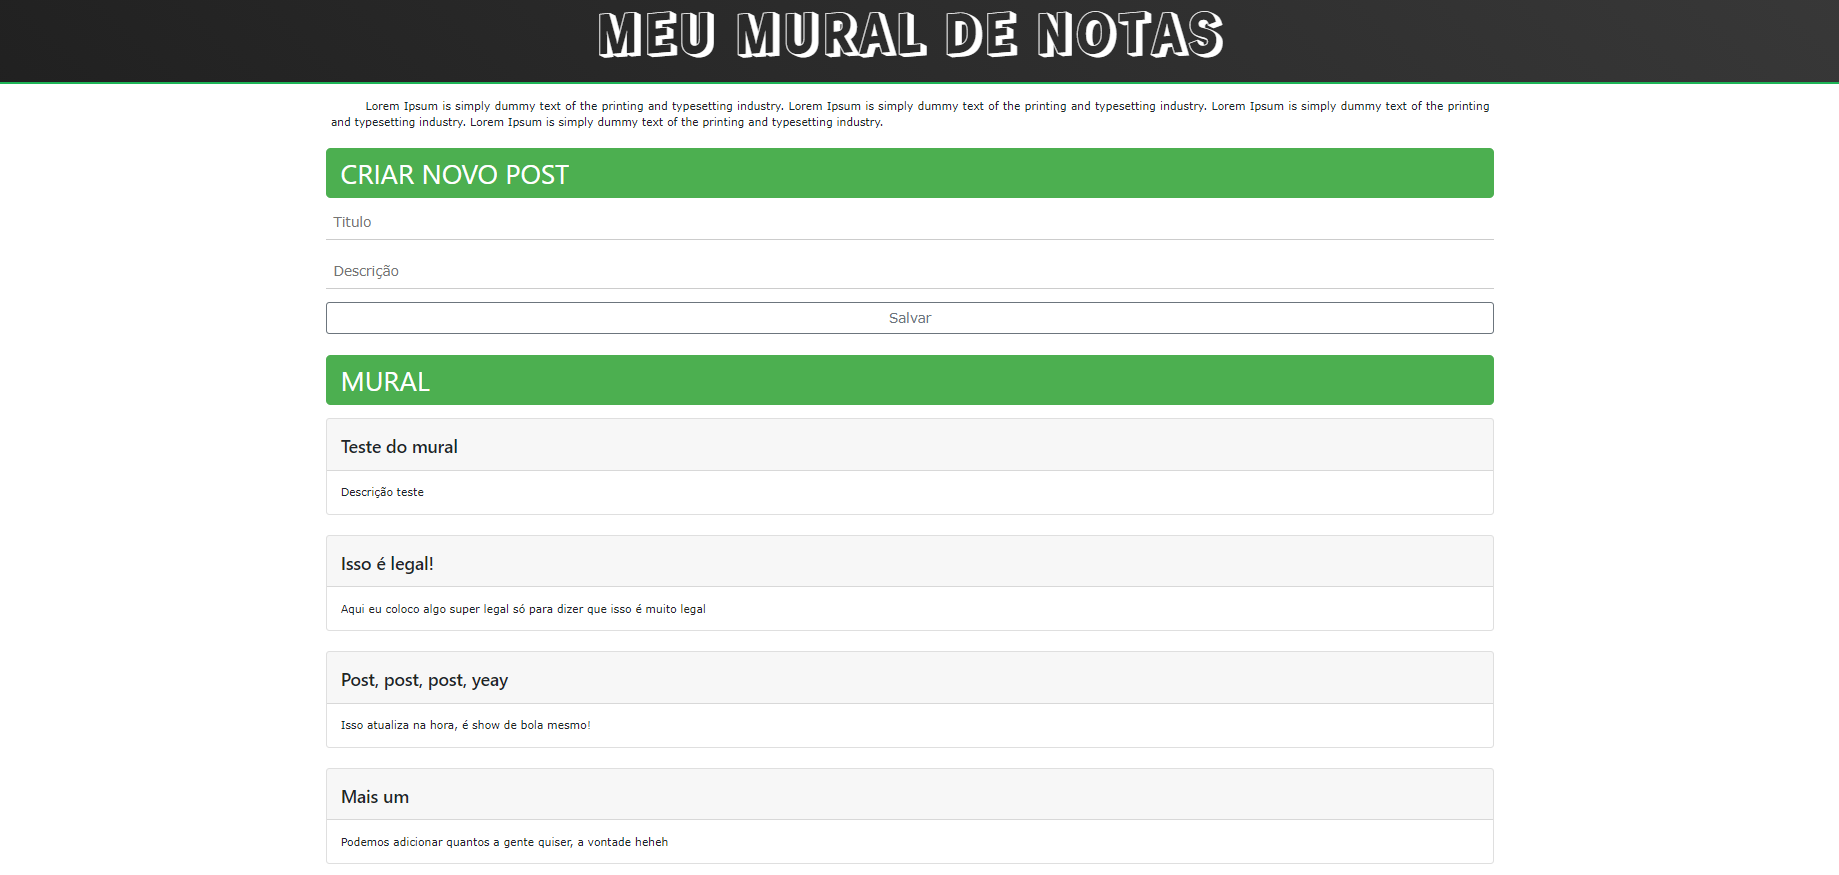 MEU MURAL DE NOTAS
Lorem Ipsum is simply dummy text of the printing and typesetting industry. Lorem Ipsum is simply dummy text of the printing and typesetting industry. Lorem Ipsum is simply dummy text of the printing
and typesetting industry. Lorem Ipsum is simply dummy text of the printing and typesetting industry.
CRIAR NOVO POST
Titulo
Descrição
Salvar
MURAL
Teste do mural
Descrição teste
Isso é legal!
Aqui eu coloco algo super legal só para dizer que isso é muito legal
Post, post, post, yeay
Isso atualiza na hora, é show de bola mesmo!
Mais um
Podemos adicionar quantos a gente quiser, a vontade heheh